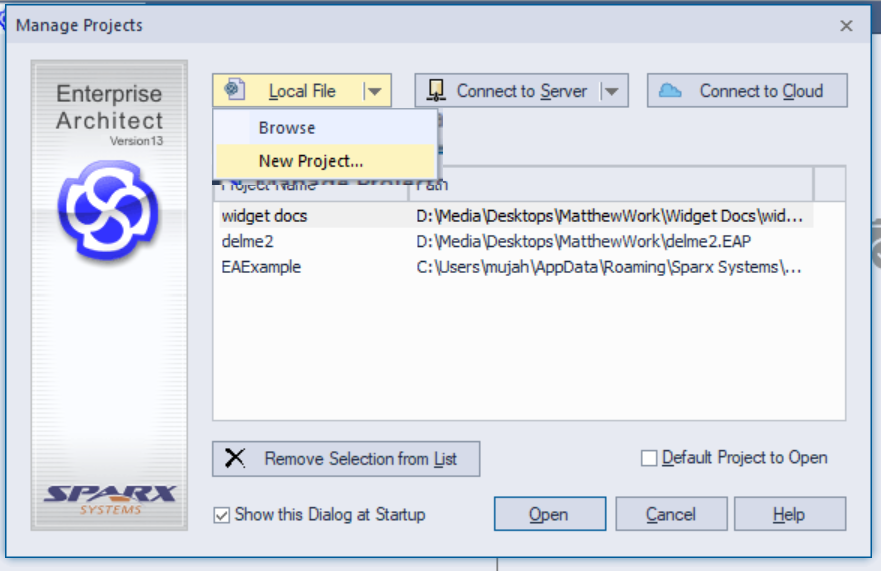 Manage Projects
Enterprise
Architect
Version13
Local File
Connect to Server
Connect to Cloud
Browse
New Project...
Project Name
Path
widget docs D:\Media\Desktops\MatthewWork\Widget Docs\wid...
delme2 D:\Media\Desktops\MatthewWork\delme2.EAP
EAExample C:\Users\mujah\AppData\Roaming\Sparx Systems\...
Remove Selection from List
Default Project to Open
SPARX
SYSTEMS
Show this Dialog at Startup
Open
Cancel
Help